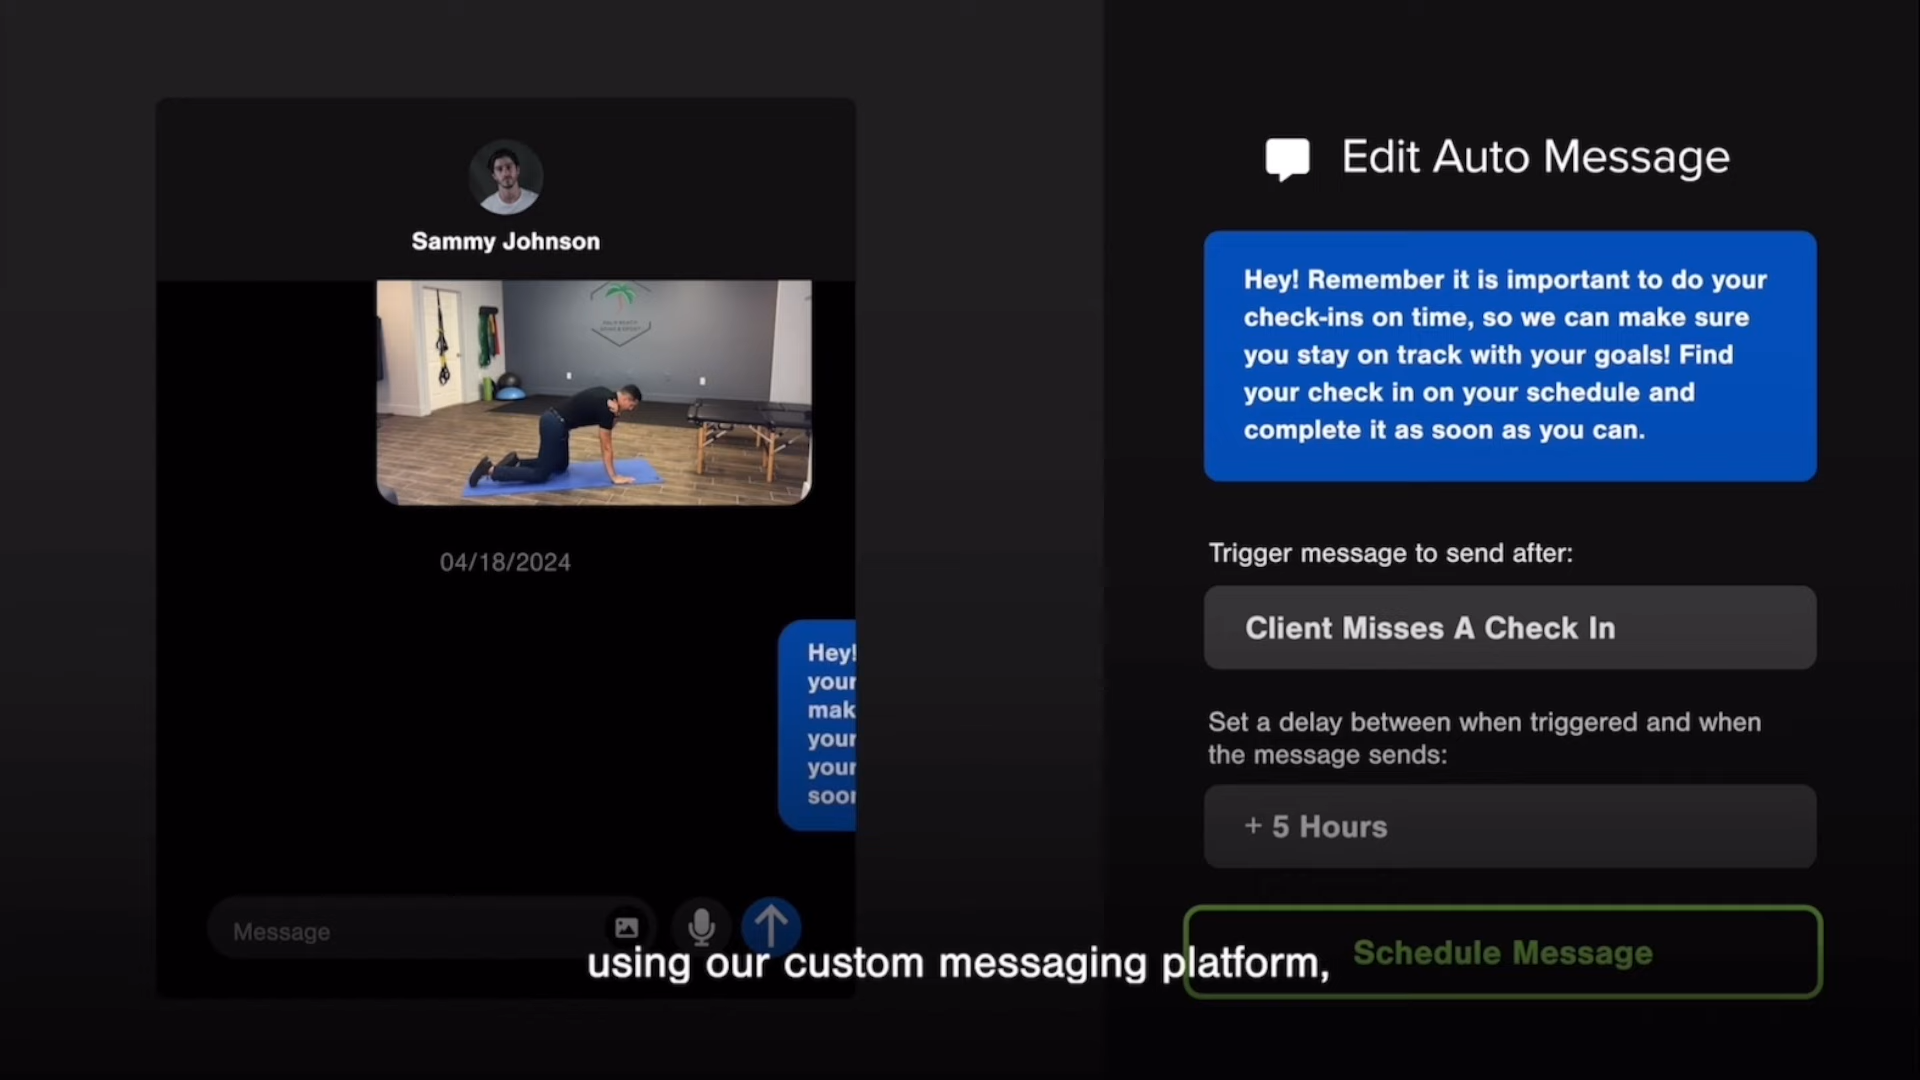 Sammy Johnson
04/18/2024
Hey!
your
mak
your
your
soon
Message
Edit Auto Message
Hey! Remember it is important to do your
check-ins on time, so we can make sure
you stay on track with your goals! Find
your check in on your schedule and
complete it as soon as you can.
Trigger message to send after:
Client Misses A Check In
Set a delay between when triggered and when
the message sends:
+ 5 Hours
Schedule Message
using our custom messaging platform,